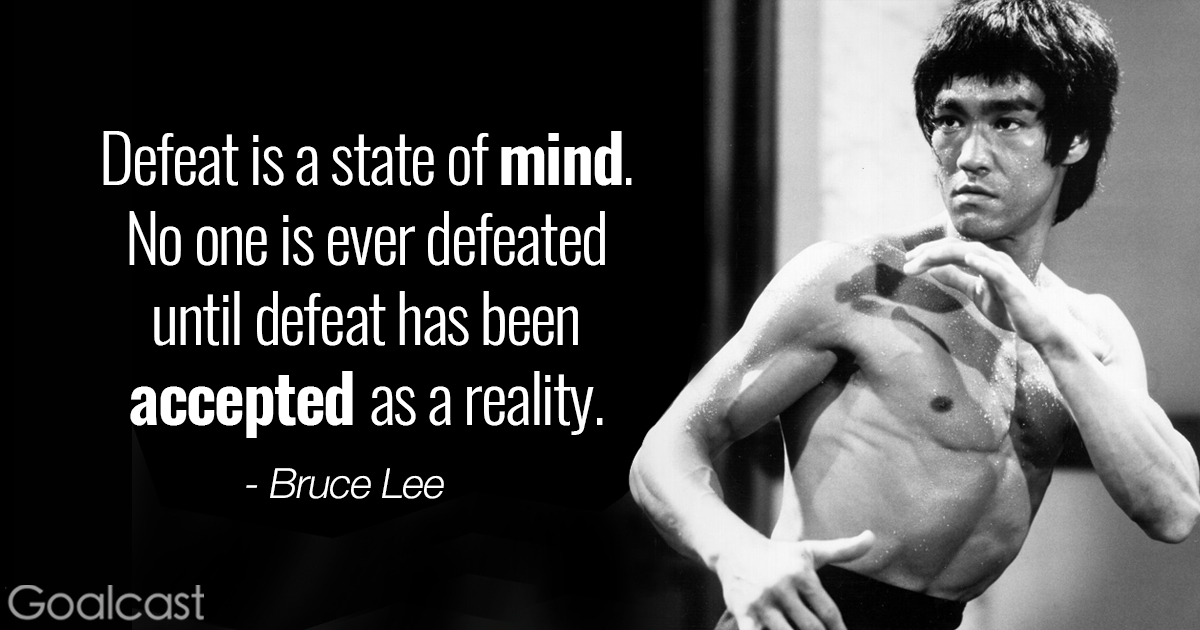 Defeat is a state of mind.
No one is ever defeated
until defeat has been
accepted as a reality.
- Bruce Lee
Goalcast